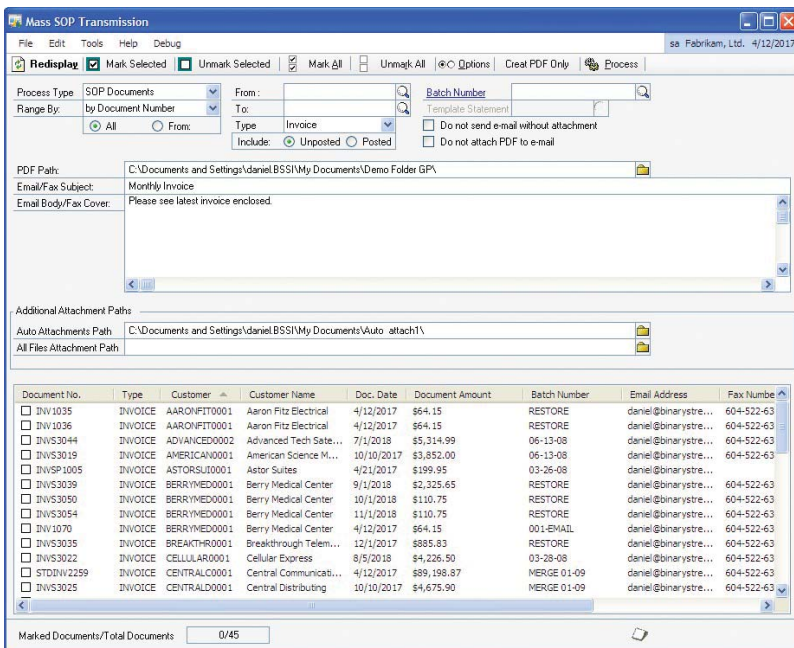 Mass SOP Transmission
File Edit Tools Help Debug sa Fabrikam, Ltd. 4/12/2017
Redisplay Mark Selected Unmark Selected Mark All Unmark All Options Creat PDF Only Process
Process Type SOP Documents From: Batch Number
Range By: by Document Number To: Template Statement
All From: Type Invoice Do not send e-mail without attachment
Include: Unposted Posted Do not attach PDF to e-mail
PDF Path: C:\Documents and Settings\daniel.BSSI\My Documents\Demo Folder GP\
Email/Fax Subject: Monthly Invoice
Email Body/Fax Cover: Please see latest invoice enclosed.
Additional Attachment Paths
Auto Attachments Path C:\Documents and Settings\daniel.BSSI\My Documents\Auto attach1\
All Files Attachment Path
Document No. Type Customer Customer Name Doc. Date Document Amount Batch Number Email Address Fax Numbe
INV1035 INVOICE AARONFIT0001 Aaron Fitz Electrical 4/12/2017 $64.15 RESTORE daniel@binarystre... 604-522-63
INV1036 INVOICE AARONFIT0001 Aaron Fitz Electrical 4/12/2017 $64.15 RESTORE daniel@binarystre... 604-522-63
INVS3044 INVOICE ADVANCED0002 Advanced Tech Sate... 7/1/2018 $5,314.99 06-13-08 daniel@binarystre... 604-522-63
INVS3019 INVOICE AMERICAN0001 American Science M... 10/10/2017 $3,852.00 06-13-08 daniel@binarystre... 604-522-63
INVSP1005 INVOICE ASTORSUI0001 Astor Suites 4/21/2017 $199.95 03-26-08 daniel@binarystre...
INVS3039 INVOICE BERRYMED0001 Berry Medical Center 9/1/2018 $2,325.65 RESTORE daniel@binarystre... 604-522-63
INVS3050 INVOICE BERRYMED0001 Berry Medical Center 10/1/2018 $110.75 RESTORE daniel@binarystre... 604-522-63
INVS3054 INVOICE BERRYMED0001 Berry Medical Center 11/1/2018 $110.75 RESTORE daniel@binarystre... 604-522-63
INV1070 INVOICE BERRYMED0001 Berry Medical Center 4/12/2017 $64.15 001-EMAIL daniel@binarystre... 604-522-63
INVS3035 INVOICE BREAKTHR0001 Breakthrough Telem... 12/1/2017 $885.83 RESTORE daniel@binarystre... 604-522-63
INVS3022 INVOICE CELLULAR0001 Cellular Express 8/5/2018 $4,226.50 03-28-08 daniel@binarystre... 604-522-63
STDINV2259 INVOICE CENTRALC0001 Central Communicati... 4/12/2017 $89,198.87 MERGE 01-09 daniel@binarystre... 604-522-63
INVS3025 INVOICE CENTRALD0001 Central Distributing 10/10/2017 $4,675.90 MERGE 01-09 daniel@binarystre... 604-522-63
Marked Documents/Total Documents 0/45